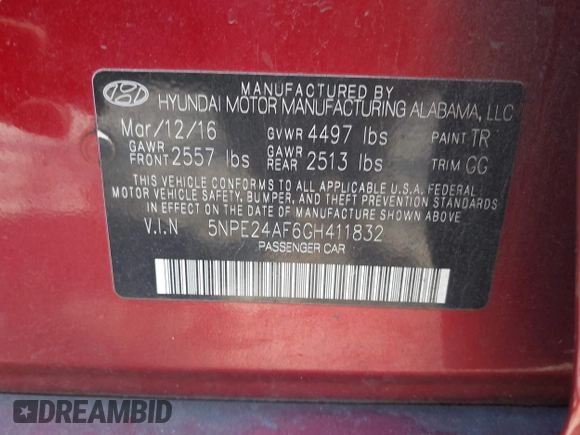 MANUFACTURED BY
HYUNDAI MOTOR MANUFACTURING ALABAMA, LLC
Mar/12/16 GVWR 4497 lbs PAINT TR
GAWR FRONT 2557 lbs GAWR REAR 2513 lbs TRIM GG
THIS VEHICLE CONFORMS TO ALL APPLICABLE U.S.A. FEDERAL
MOTOR VEHICLE SAFETY, BUMPER, AND THEFT PREVENTION STANDARDS
IN EFFECT ON THE DATE OF MANUFACTURE SHOWN ABOVE.
V.I.N 5NPE24AF6GH411832
PASSENGER CAR
DREAMBID